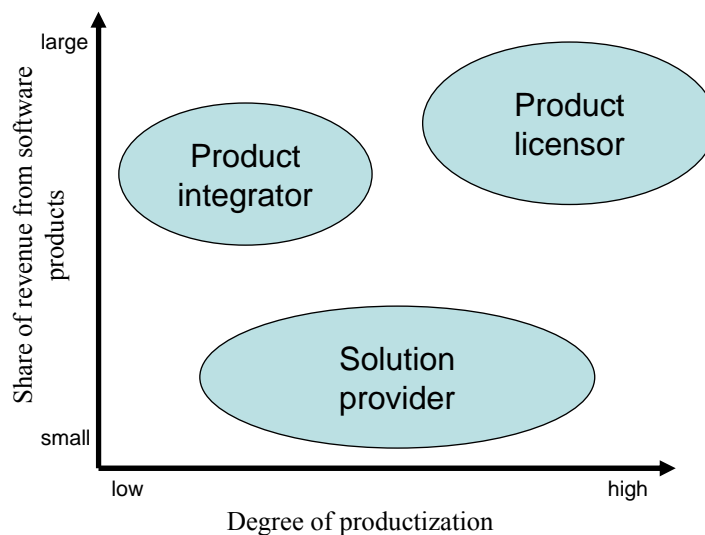 large
Product
licensor
Product
integrator
Share of revenue from software
products
Solution
provider
small
low
high
Degree of productization